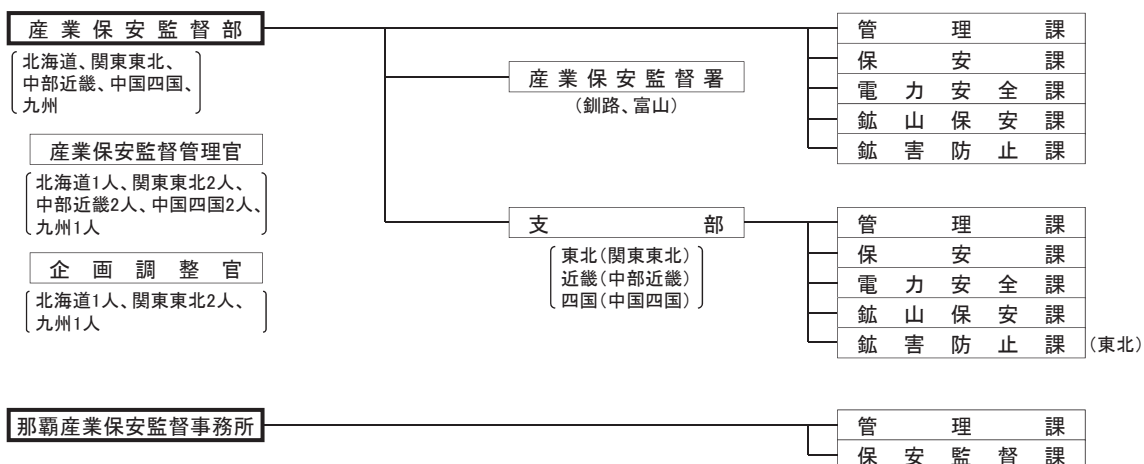 産業保安監督部
北海道、関東東北、
中部近畿、中国四国、
九州
産業保安監督管理官
北海道1人、関東東北2人、
中部近畿2人、中国四国2人、
九州1人
企画調整官
北海道1人、関東東北2人、
九州1人
産業保安監督署
(釧路、富山)
支部
東北(関東東北)
近畿(中部近畿)
四国(中国四国)
管理課
保安課
電力安全課
鉱山保安課
鉱害防止課
管理課
保安課
電力安全課
鉱山保安課
鉱害防止課 (東北)
那覇産業保安監督事務所
管理課
保安監督課